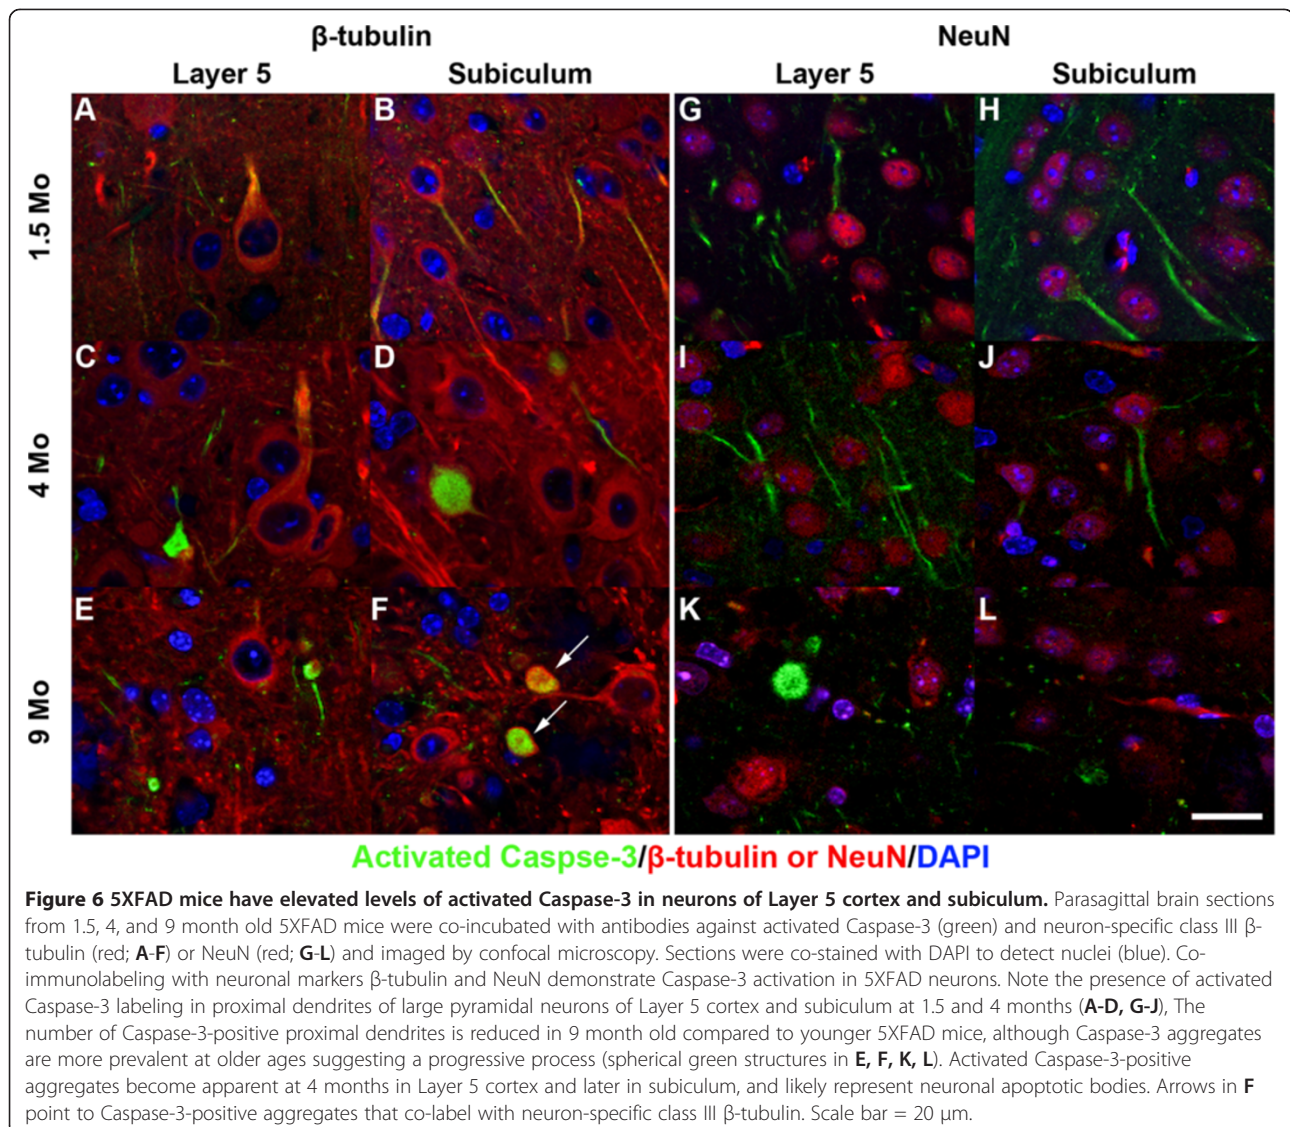 β-tubulin NeuN
Layer 5 Subiculum Layer 5 Subiculum
1.5 Mo
A B G H
4 Mo
C D I J
9 Mo
E F K L
Activated Caspse-3/β-tubulin or NeuN/DAPI
Figure 6 5XFAD mice have elevated levels of activated Caspase-3 in neurons of Layer 5 cortex and subiculum. Parasagittal brain sections
from 1.5, 4, and 9 month old 5XFAD mice were co-incubated with antibodies against activated Caspase-3 (green) and neuron-specific class III β-
tubulin (red; A-F) or NeuN (red; G-L) and imaged by confocal microscopy. Sections were co-stained with DAPI to detect nuclei (blue). Co-
immunolabeling with neuronal markers β-tubulin and NeuN demonstrate Caspase-3 activation in 5XFAD neurons. Note the presence of activated
Caspase-3 labeling in proximal dendrites of large pyramidal neurons of Layer 5 cortex and subiculum at 1.5 and 4 months (A-D, G-J), The
number of Caspase-3-positive proximal dendrites is reduced in 9 month old compared to younger 5XFAD mice, although Caspase-3 aggregates
are more prevalent at older ages suggesting a progressive process (spherical green structures in E, F, K, L). Activated Caspase-3-positive
aggregates become apparent at 4 months in Layer 5 cortex and later in subiculum, and likely represent neuronal apoptotic bodies. Arrows in F
point to Caspase-3-positive aggregates that co-label with neuron-specific class III β-tubulin. Scale bar = 20 μm.